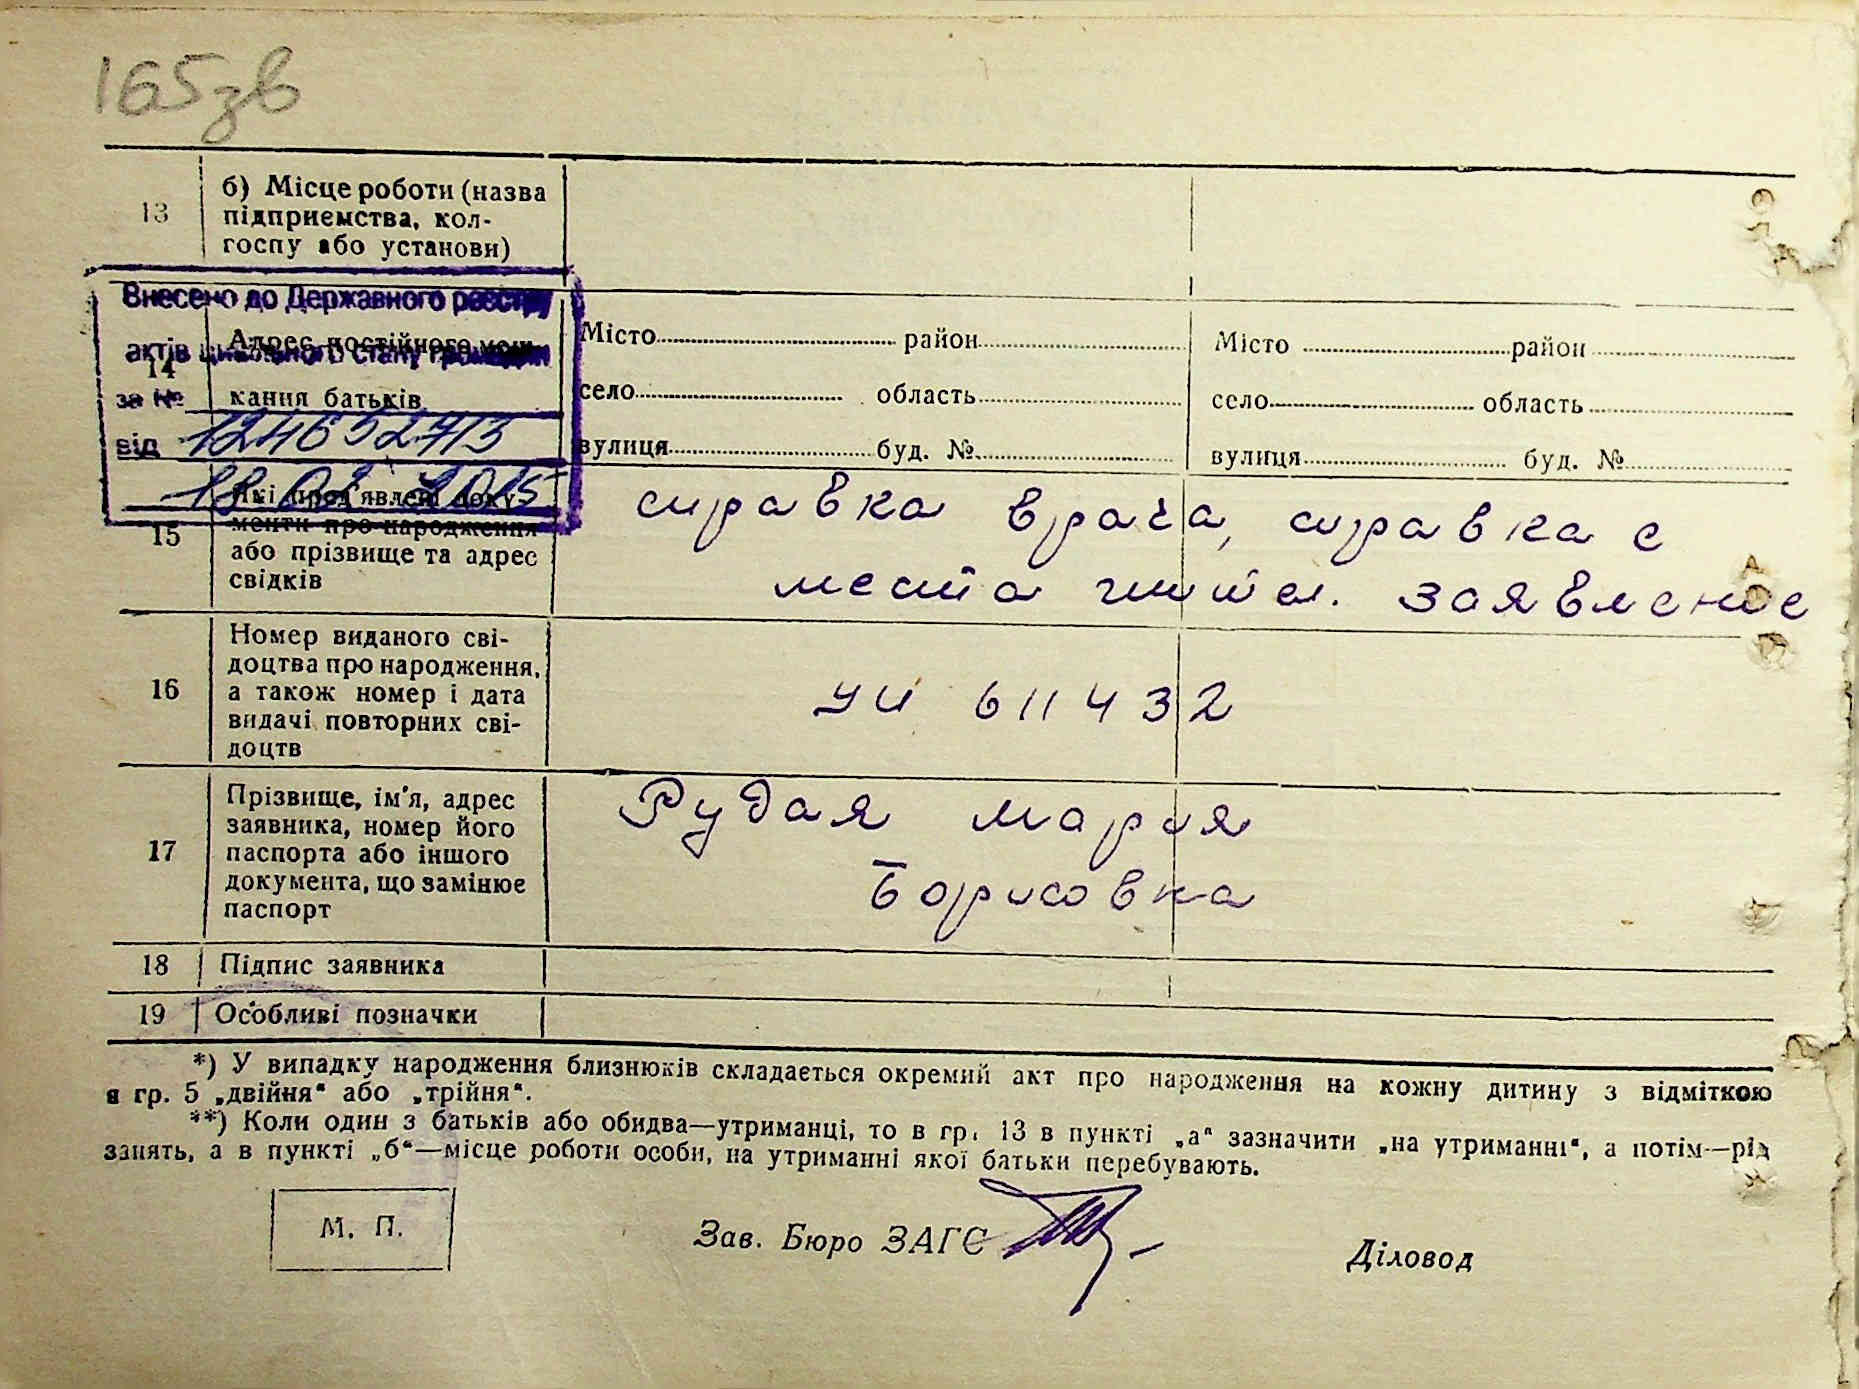 165зв
13
б) Місце роботи (назва
підприємства, кол-
госпу або установи)
Внесено до Державного реєстру
актів цивільного стану громадян
за №
від 124652713
2015
14
Адрес постійного меш-
кання батьків
Місто район
село область
вулиця буд. №
Місто район
село область
вулиця буд. №
15
Які пред'явлені доку-
менти про народження
або прізвище та адрес
свідків
справка врача, справка с
места жит. заявление
16
Номер виданого сві-
доцтва про народження,
а також номер і дата
видачі повторних сві-
доцтв
УИ 611432
17
Прізвище, ім'я, адрес
заявника, номер його
паспорта або іншого
документа, що замінює
паспорт
Рудая Мария
Борисовка
18
Підпис заявника
19
Особливі позначки
*) У випадку народження близнюків складається окремий акт про народження на кожну дитину з відміткою
в гр. 5 „двійня“ або „трійня“.
**) Коли один з батьків або обидва—утриманці, то в гр. 13 в пункті „а“ зазначити „на утриманні“, а потім—рід
занять, а в пункті „б“—місце роботи особи, на утриманні якої батьки перебувають.
М. П.
Зав. Бюро ЗАГС
Діловод